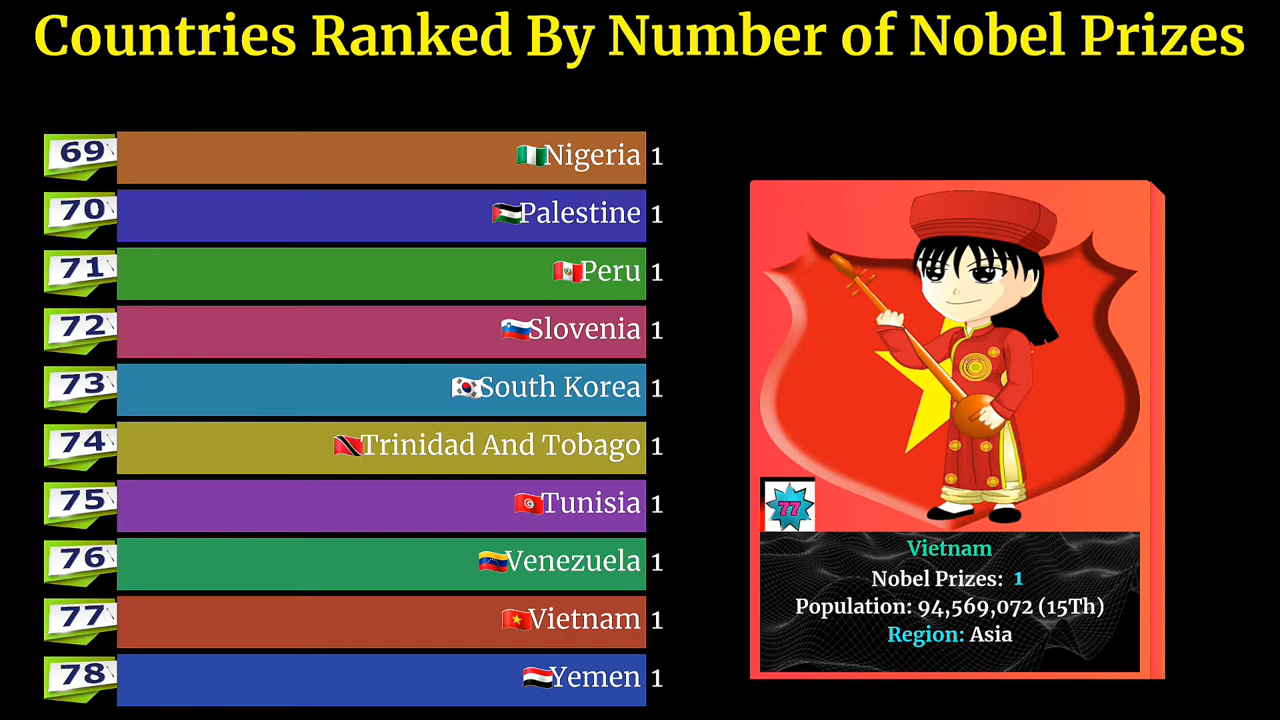 Countries Ranked By Number of Nobel Prizes
69 Nigeria 1
70 Palestine 1
71 Peru 1
72 Slovenia 1
73 South Korea 1
74 Trinidad And Tobago 1
75 Tunisia 1
76 Venezuela 1
77 Vietnam 1
78 Yemen 1
77
Vietnam
Nobel Prizes: 1
Population: 94,569,072 (15Th)
Region: Asia